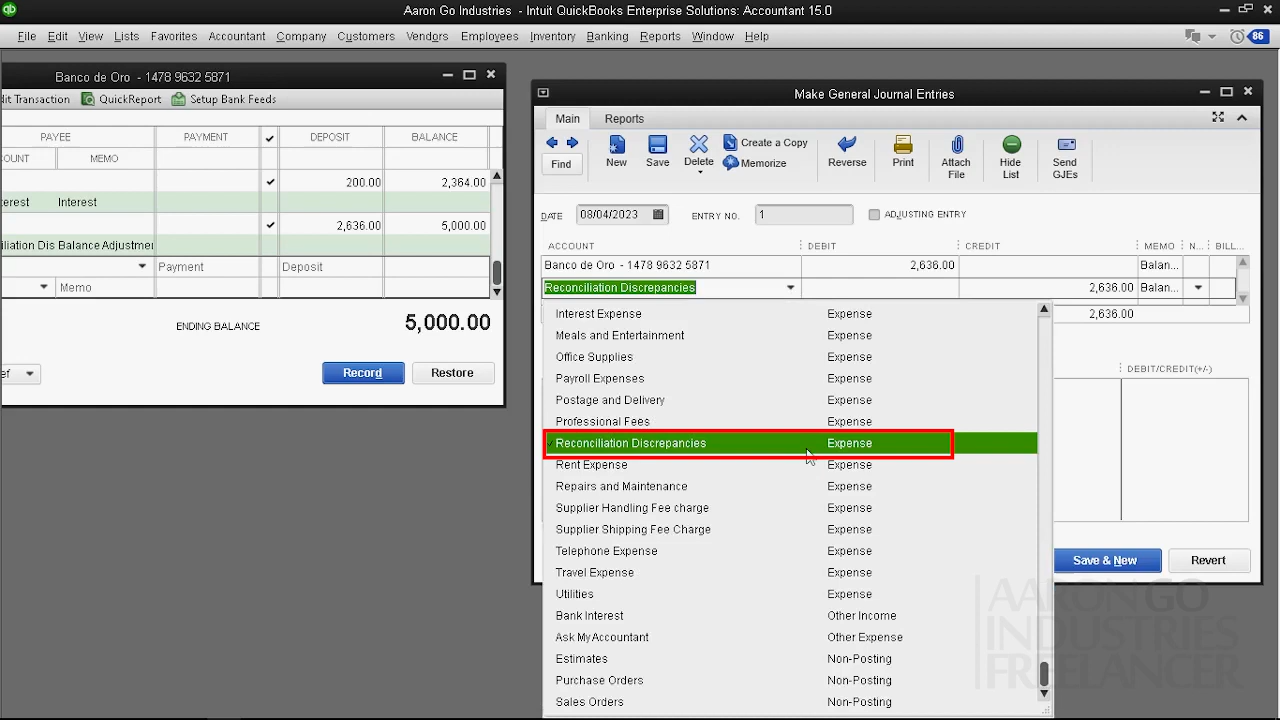 Aaron Go Industries - Intuit QuickBooks Enterprise Solutions: Accountant 15.0
File Edit View Lists Favorites Accountant Company Customers Vendors Employees Inventory Banking Reports Window Help 86
Banco de Oro - 1478 9632 5871
dit Transaction QuickReport Setup Bank Feeds
PAYEE PAYMENT ✓ DEPOSIT BALANCE
COUNT MEMO
✓ 200.00 2,364.00
terest Interest
✓ 2,636.00 5,000.00
iliation Dis Balance Adjustmen
Payment Deposit
Memo
ENDING BALANCE 5,000.00
ef Record Restore
Make General Journal Entries
Main Reports
Find New Save Delete Create a Copy Memorize Reverse Print Attach File Hide List Send GJEs
DATE 08/04/2023 ENTRY NO. 1 ADJUSTING ENTRY
ACCOUNT DEBIT CREDIT MEMO N... BILL...
Banco de Oro - 1478 9632 5871 2,636.00 Balan...
Reconciliation Discrepancies 2,636.00 Balan...
2,636.00
DEBIT/CREDIT(+/-)
Interest Expense Expense
Meals and Entertainment Expense
Office Supplies Expense
Payroll Expenses Expense
Postage and Delivery Expense
Professional Fees Expense
✓ Reconciliation Discrepancies Expense
Rent Expense Expense
Repairs and Maintenance Expense
Supplier Handling Fee charge Expense
Supplier Shipping Fee Charge Expense
Telephone Expense Expense
Travel Expense Expense
Utilities Expense
Bank Interest Other Income
Ask My Accountant Other Expense
Estimates Non-Posting
Purchase Orders Non-Posting
Sales Orders Non-Posting
Save & New Revert
AARON GO
INDUSTRIES
FREELANCER